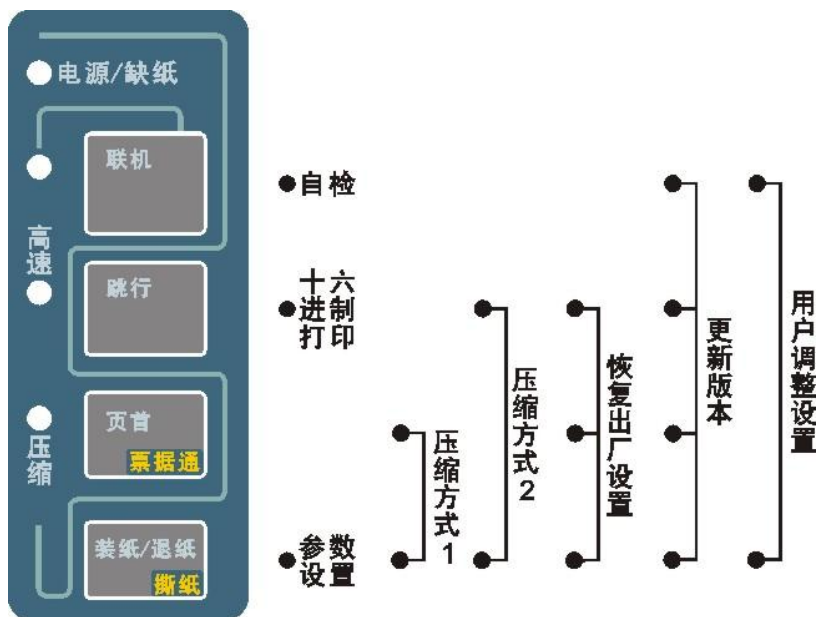 电源/缺纸
联机
高速
跳行
页首
票据通
压缩
装纸/退纸
撕纸
自检
十六
进制
打印
参数
设置
压缩方式1
压缩方式2
恢复出厂设置
更新版本
用户调整设置